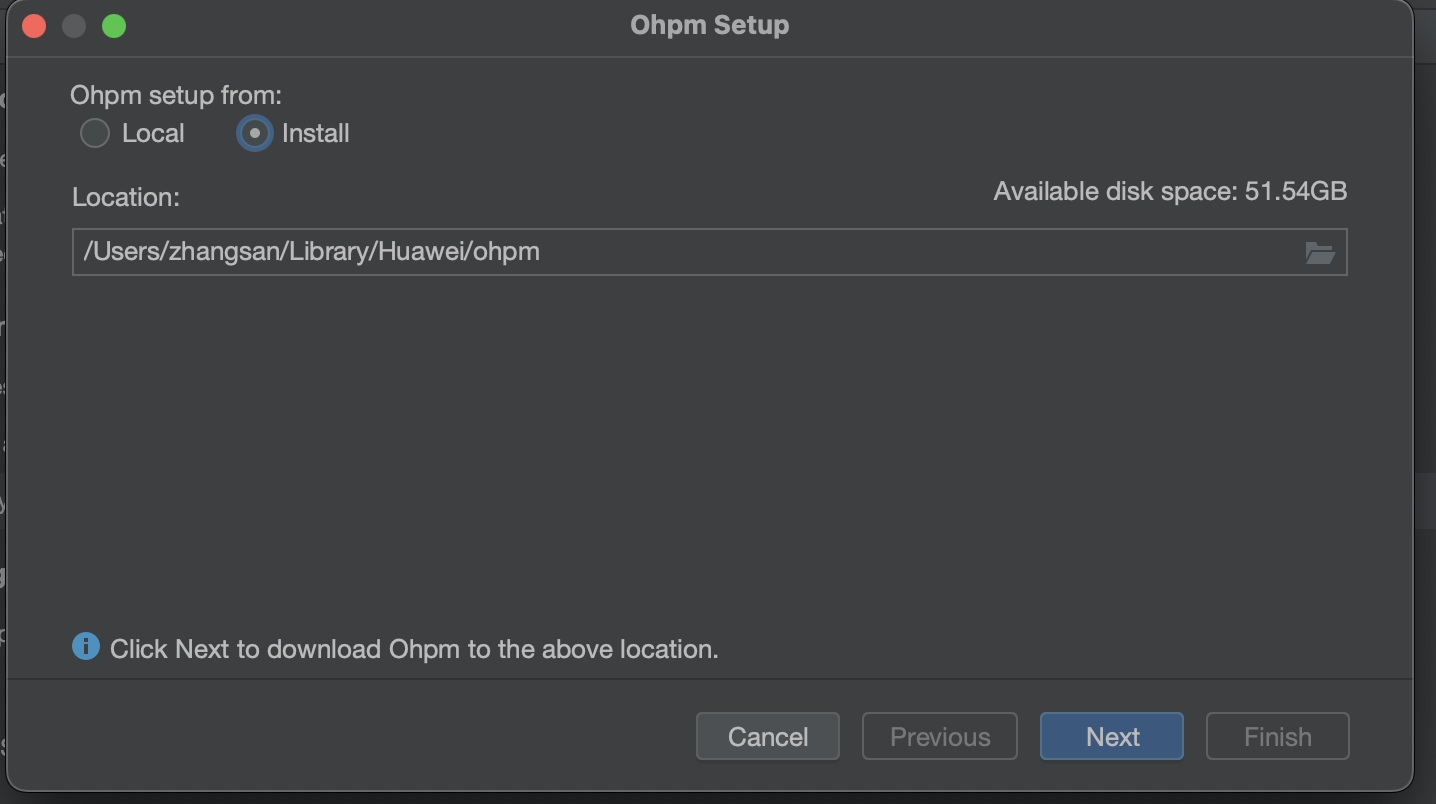 Ohpm Setup
Ohpm setup from:
Local Install
Location:
Available disk space: 51.54GB
/Users/zhangsan/Library/Huawei/ohpm
Click Next to download Ohpm to the above location.
Cancel Previous Next Finish